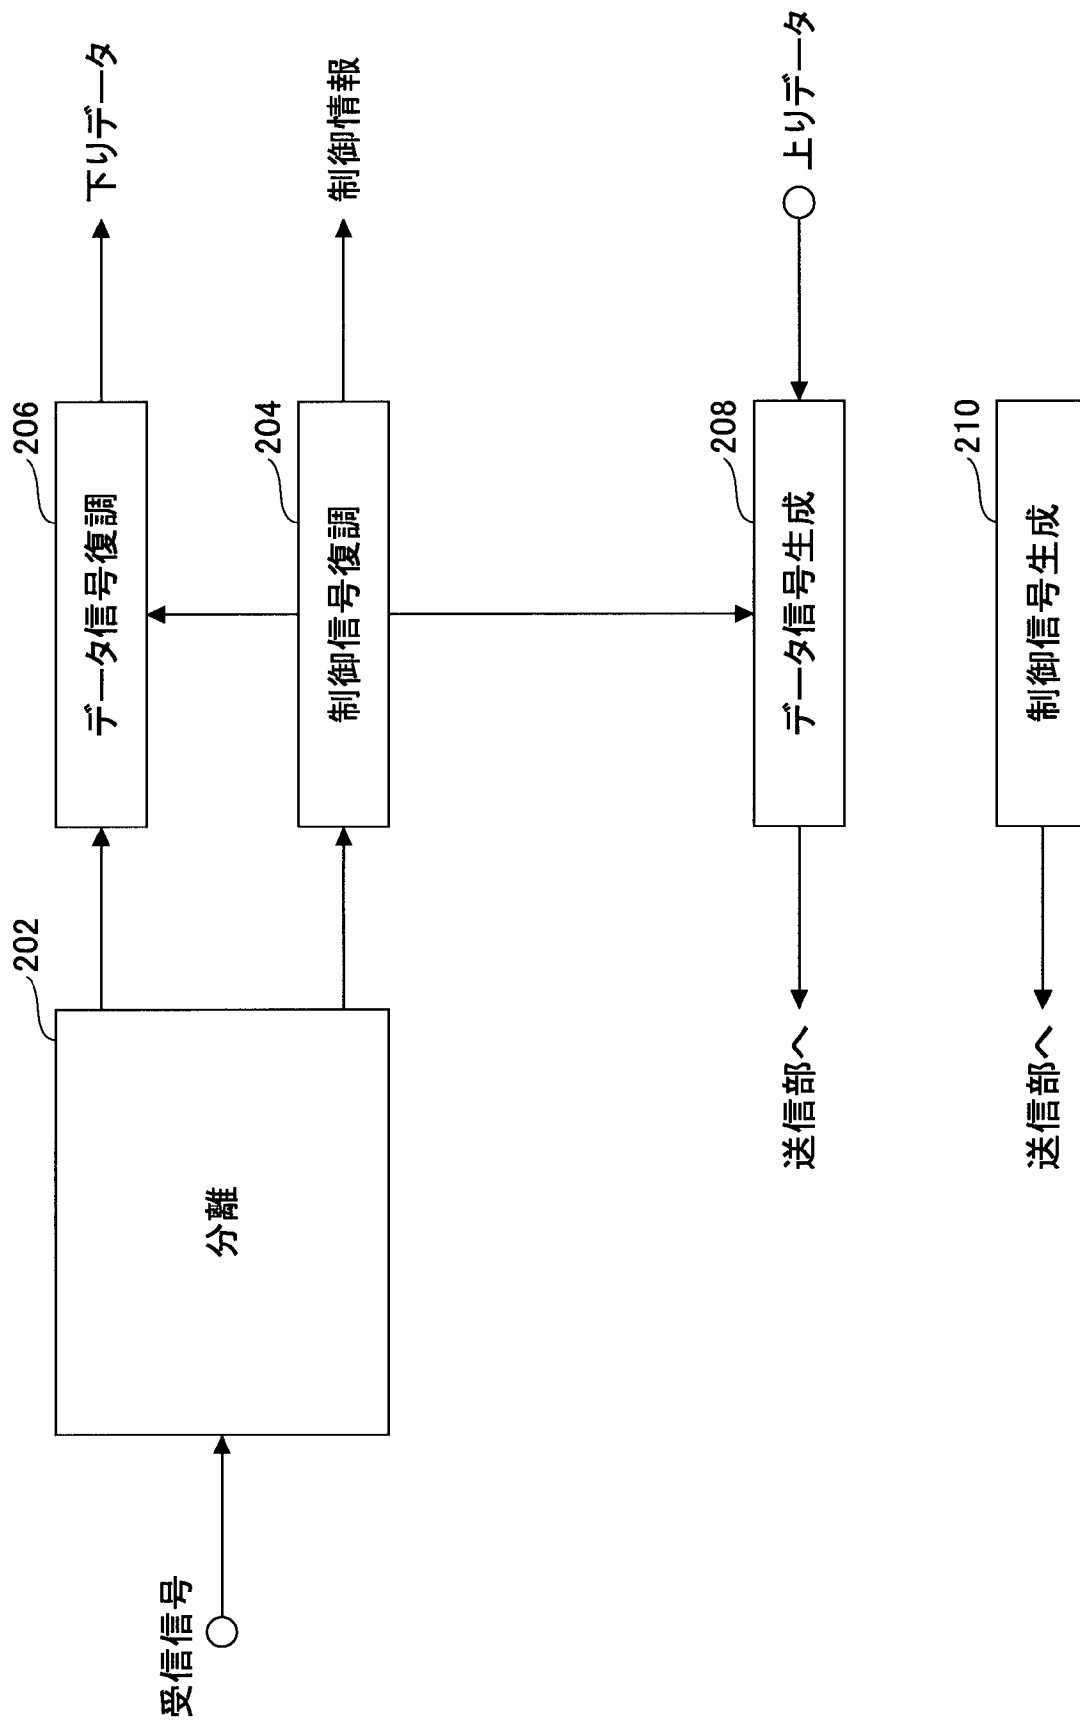 受信信号
202
分離
206
データ信号復調
下りデータ
204
制御信号復調
制御情報
208
データ信号生成
上りデータ
送信部へ
210
制御信号生成
送信部へ